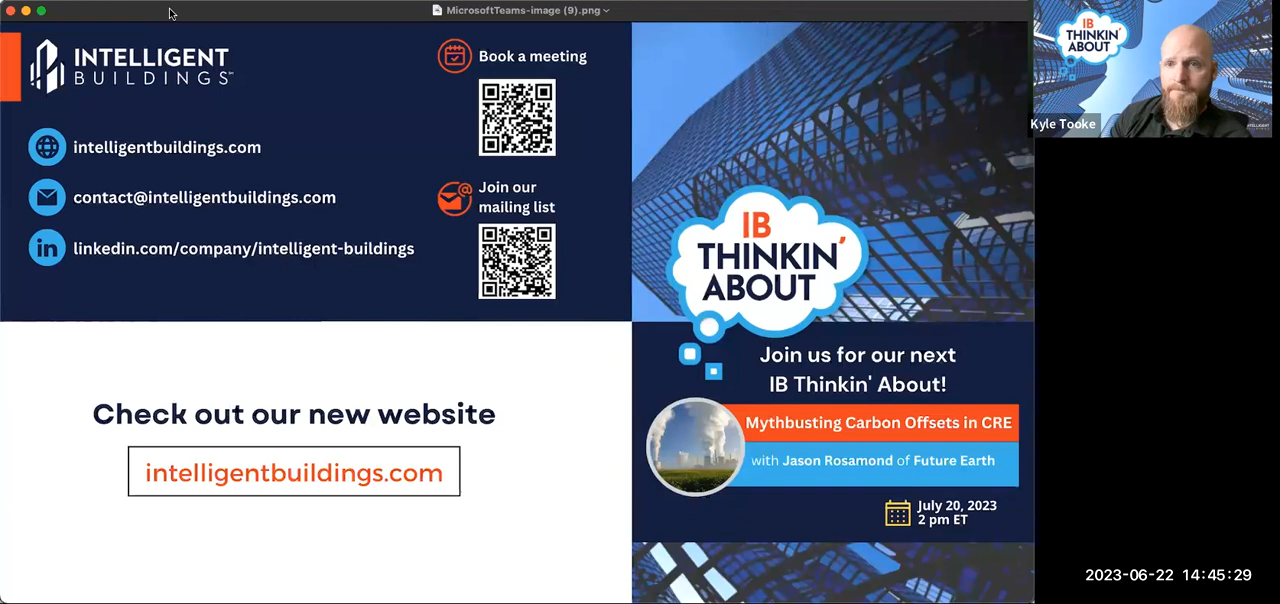 MicrosoftTeams-image (9).png
INTELLIGENT
BUILDINGS
Book a meeting
intelligentbuildings.com
contact@intelligentbuildings.com
linkedin.com/company/intelligent-buildings
Join our
mailing list
Check out our new website
intelligentbuildings.com
IB
THINKIN'
ABOUT
Join us for our next
IB Thinkin' About!
Mythbusting Carbon Offsets in CRE
with Jason Rosamond of Future Earth
July 20, 2023
2 pm ET
IB
THINKIN'
ABOUT
Kyle Tooke
2023-06-22 14:45:29